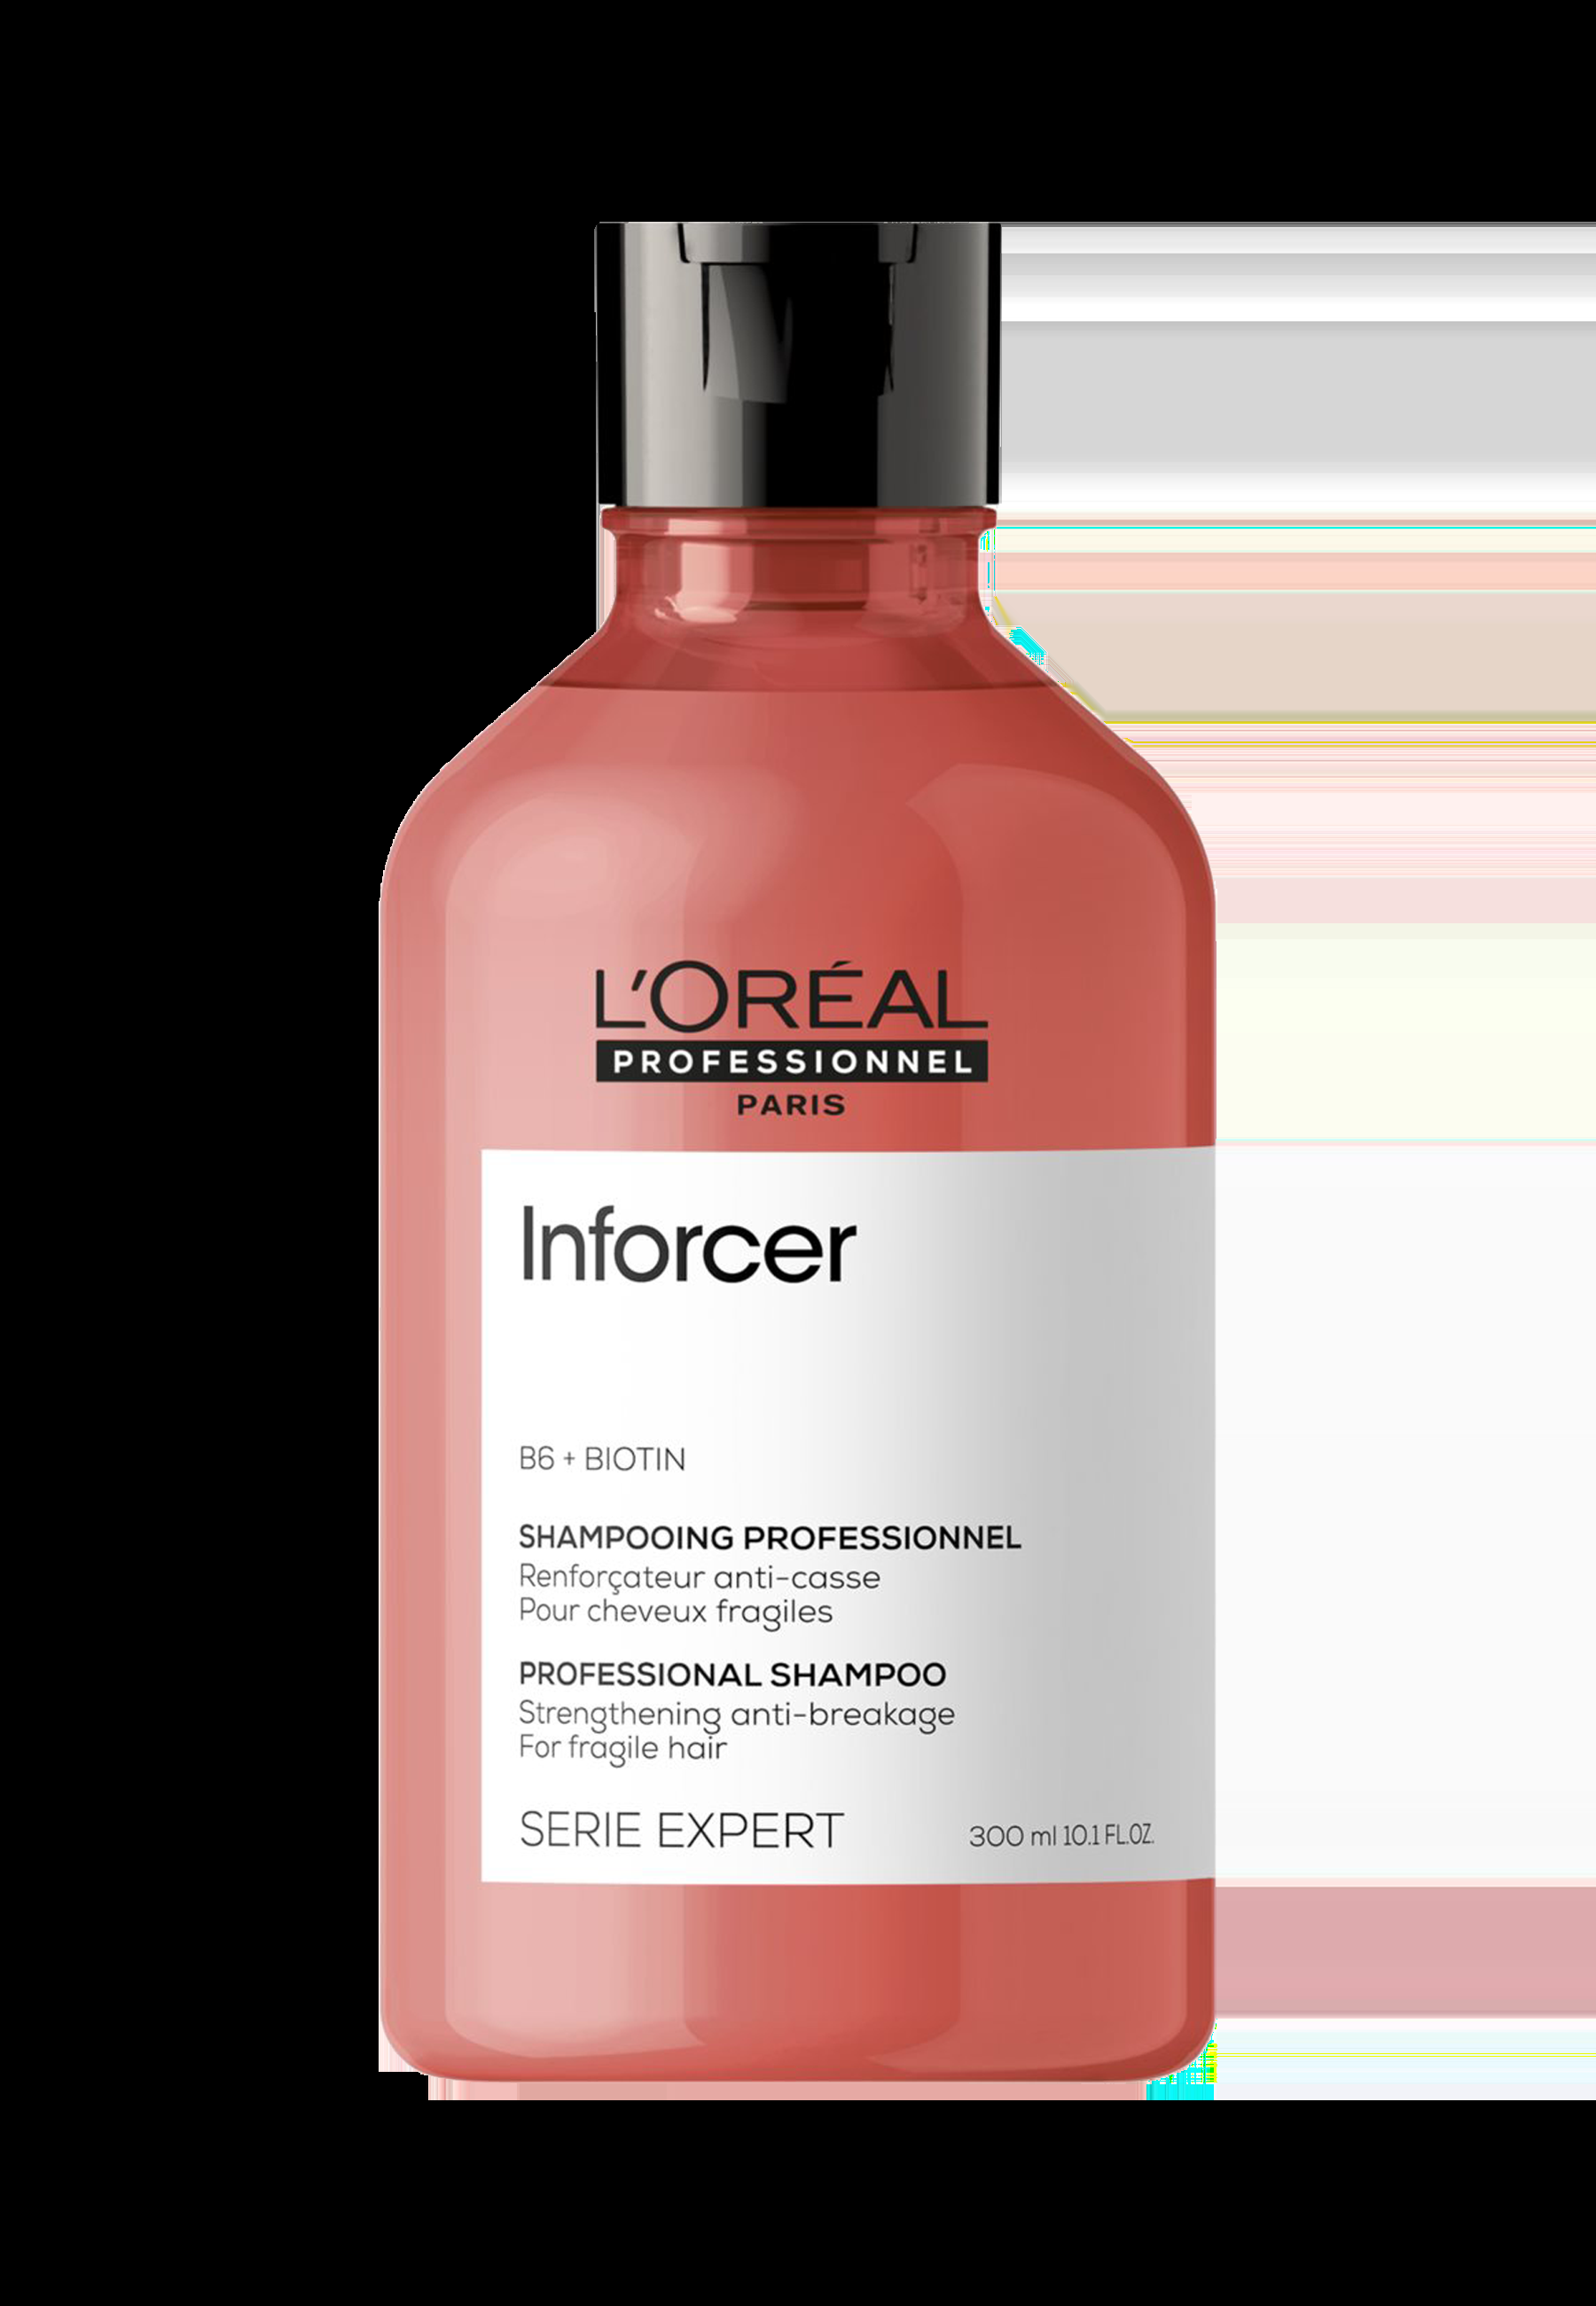 L'ORÉAL
PROFESSIONNEL
PARIS
Inforcer
B6 + BIOTIN
SHAMPOOING PROFESSIONNEL
Renforçateur anti-casse
Pour cheveux fragiles
PROFESSIONAL SHAMPOO
Strengthening anti-breakage
For fragile hair
SERIE EXPERT
300 ml 10.1 FL.OZ.